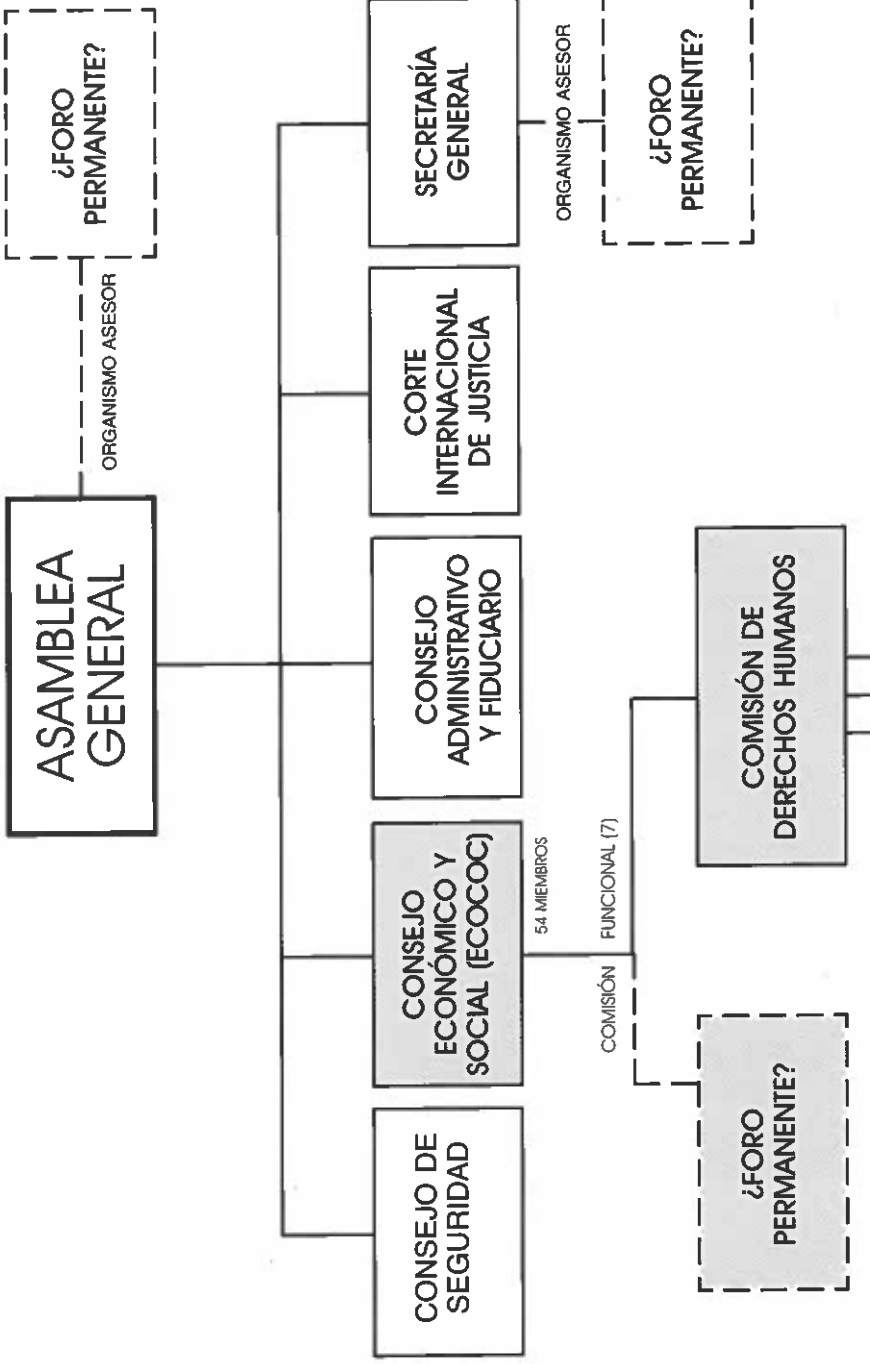 ASAMBLEA
GENERAL
ORGANISMO ASESOR
¿FORO
PERMANENTE?
CONSEJO DE
SEGURIDAD
CONSEJO
ECONÓMICO Y
SOCIAL (ECOCOC)
CONSEJO
ADMINISTRATIVO
Y FIDUCIARIO
CORTE
INTERNACIONAL
DE JUSTICIA
SECRETARÍA
GENERAL
54 MIEMBROS
ORGANISMO ASESOR
COMISIÓN FUNCIONAL (7)
¿FORO
PERMANENTE?
COMISIÓN DE
DERECHOS HUMANOS
¿FORO
PERMANENTE?